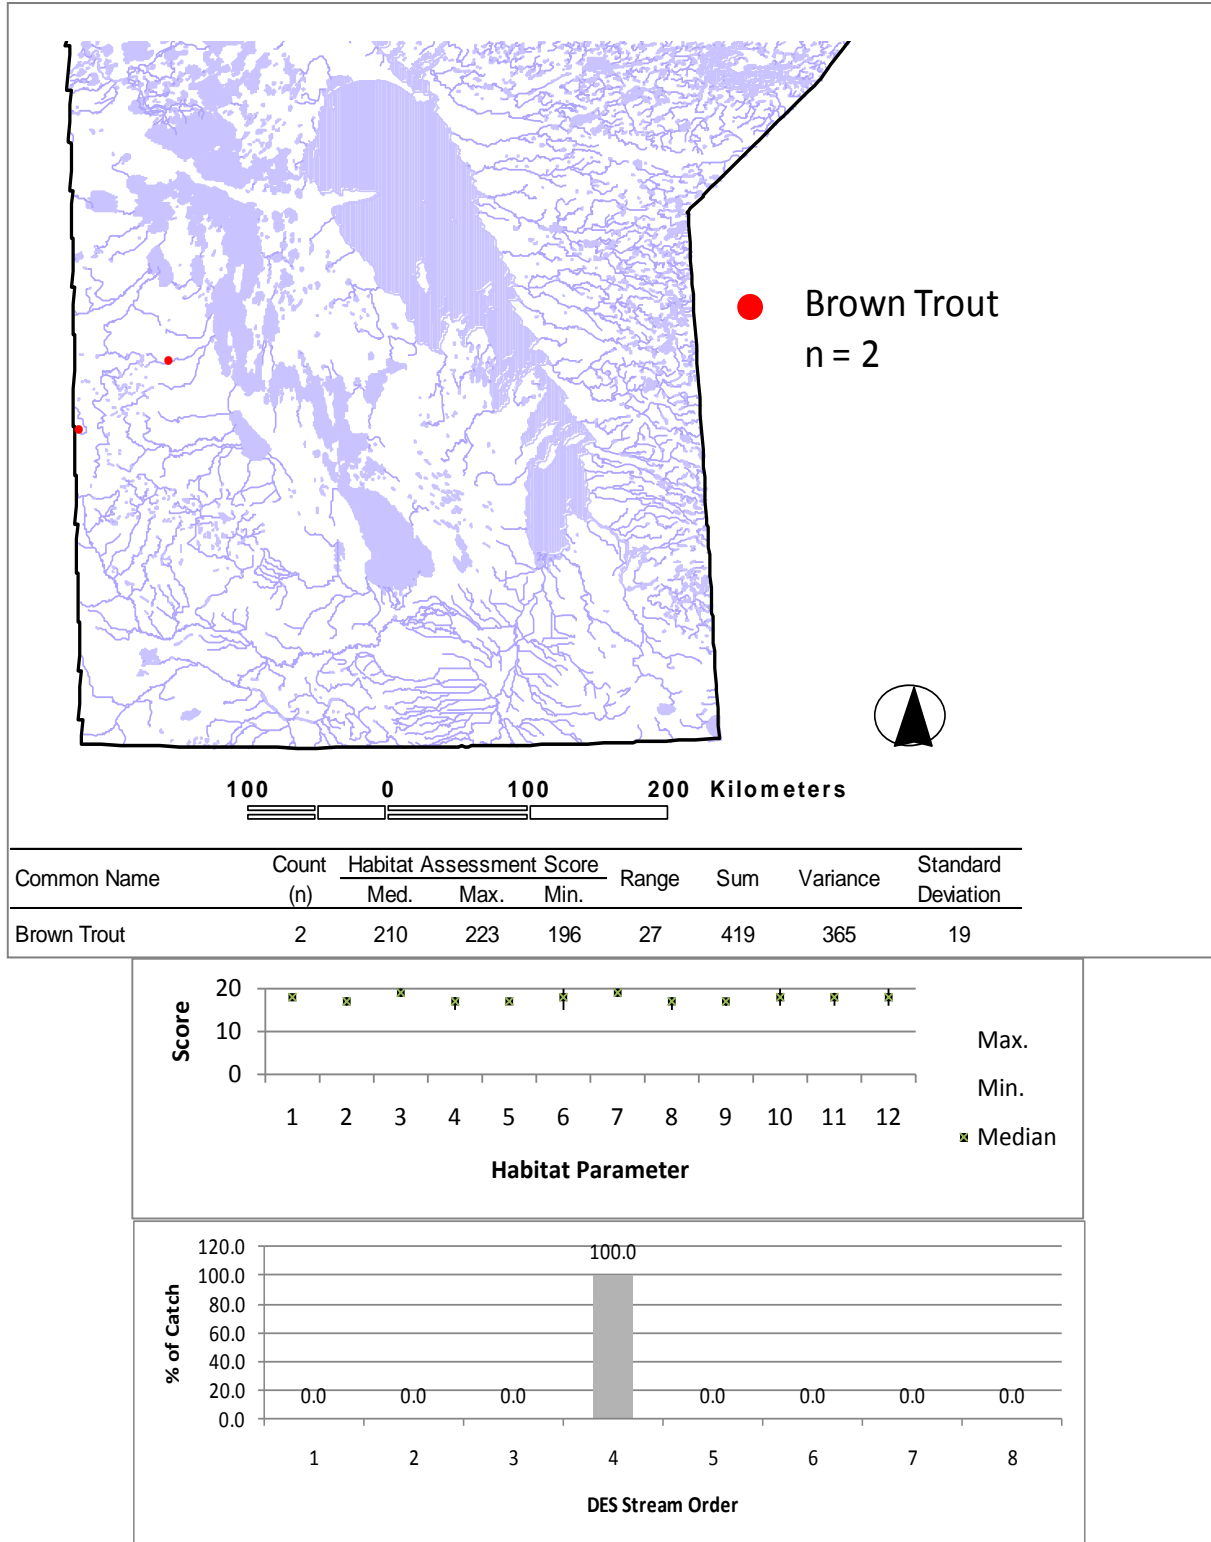 Brown Trout
n = 2
100 0 100 200 Kilometers
Common Name Count (n) Habitat Assessment Score Med. Max. Min. Range Sum Variance Standard Deviation
Brown Trout 2 210 223 196 27 419 365 19
20
10
0
Score
1 2 3 4 5 6 7 8 9 10 11 12
Habitat Parameter
Max.
Min.
Median
120.0
100.0
80.0
60.0
40.0
20.0
0.0
% of Catch
0.0 0.0 0.0 100.0 0.0 0.0 0.0 0.0
1 2 3 4 5 6 7 8
DES Stream Order